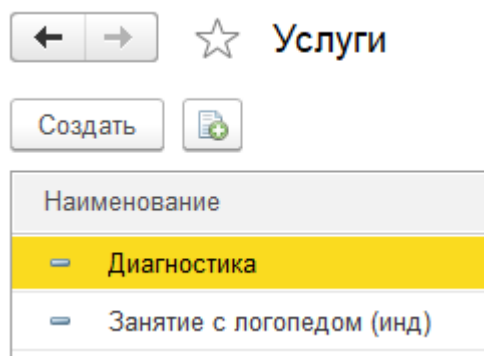 Услуги
Создать
Наименование
Диагностика
Занятие с логопедом (инд)